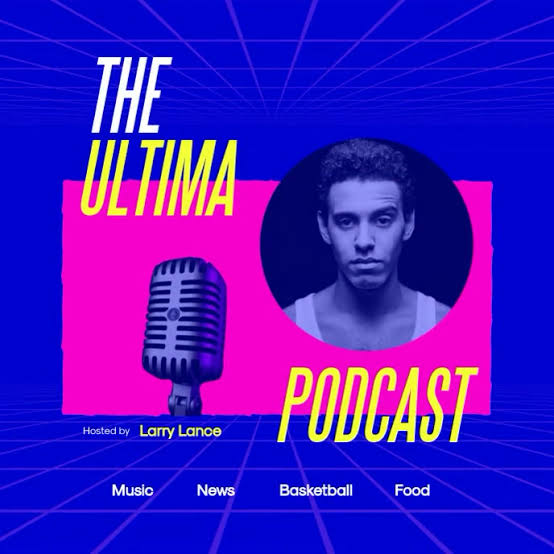 THE
ULTIMA
PODCAST
Hosted by Larry Lance
Music News Basketball Food